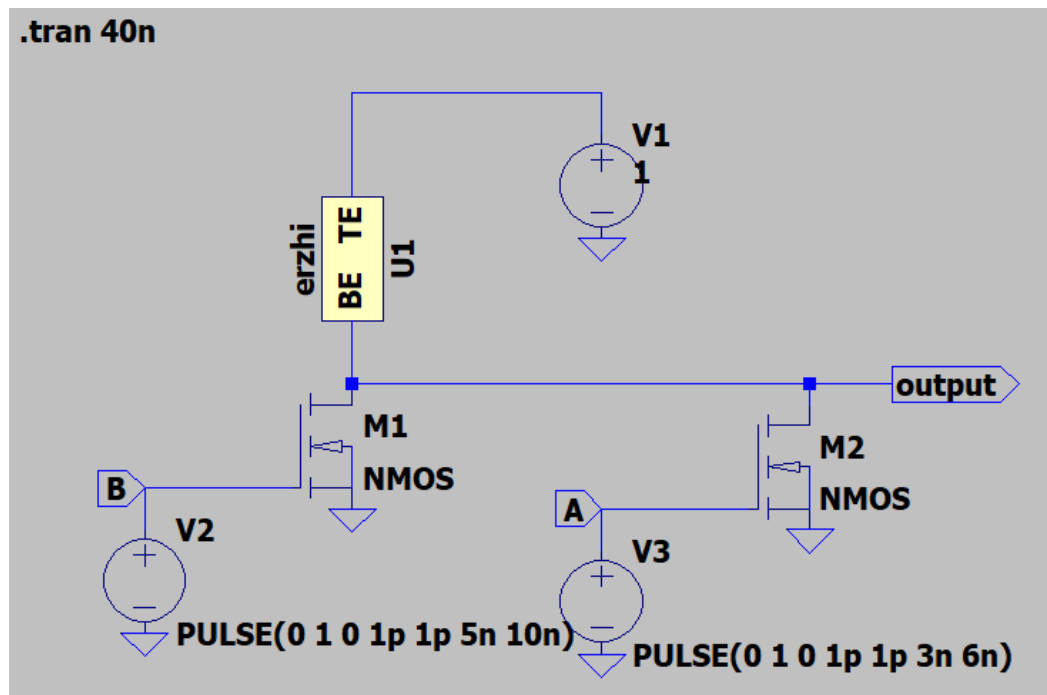 .tran 40n
V1
1
erzhi
TE
BE
U1
output
M1
NMOS
M2
NMOS
B
A
V2
V3
PULSE(0 1 0 1p 1p 5n 10n)
PULSE(0 1 0 1p 1p 3n 6n)